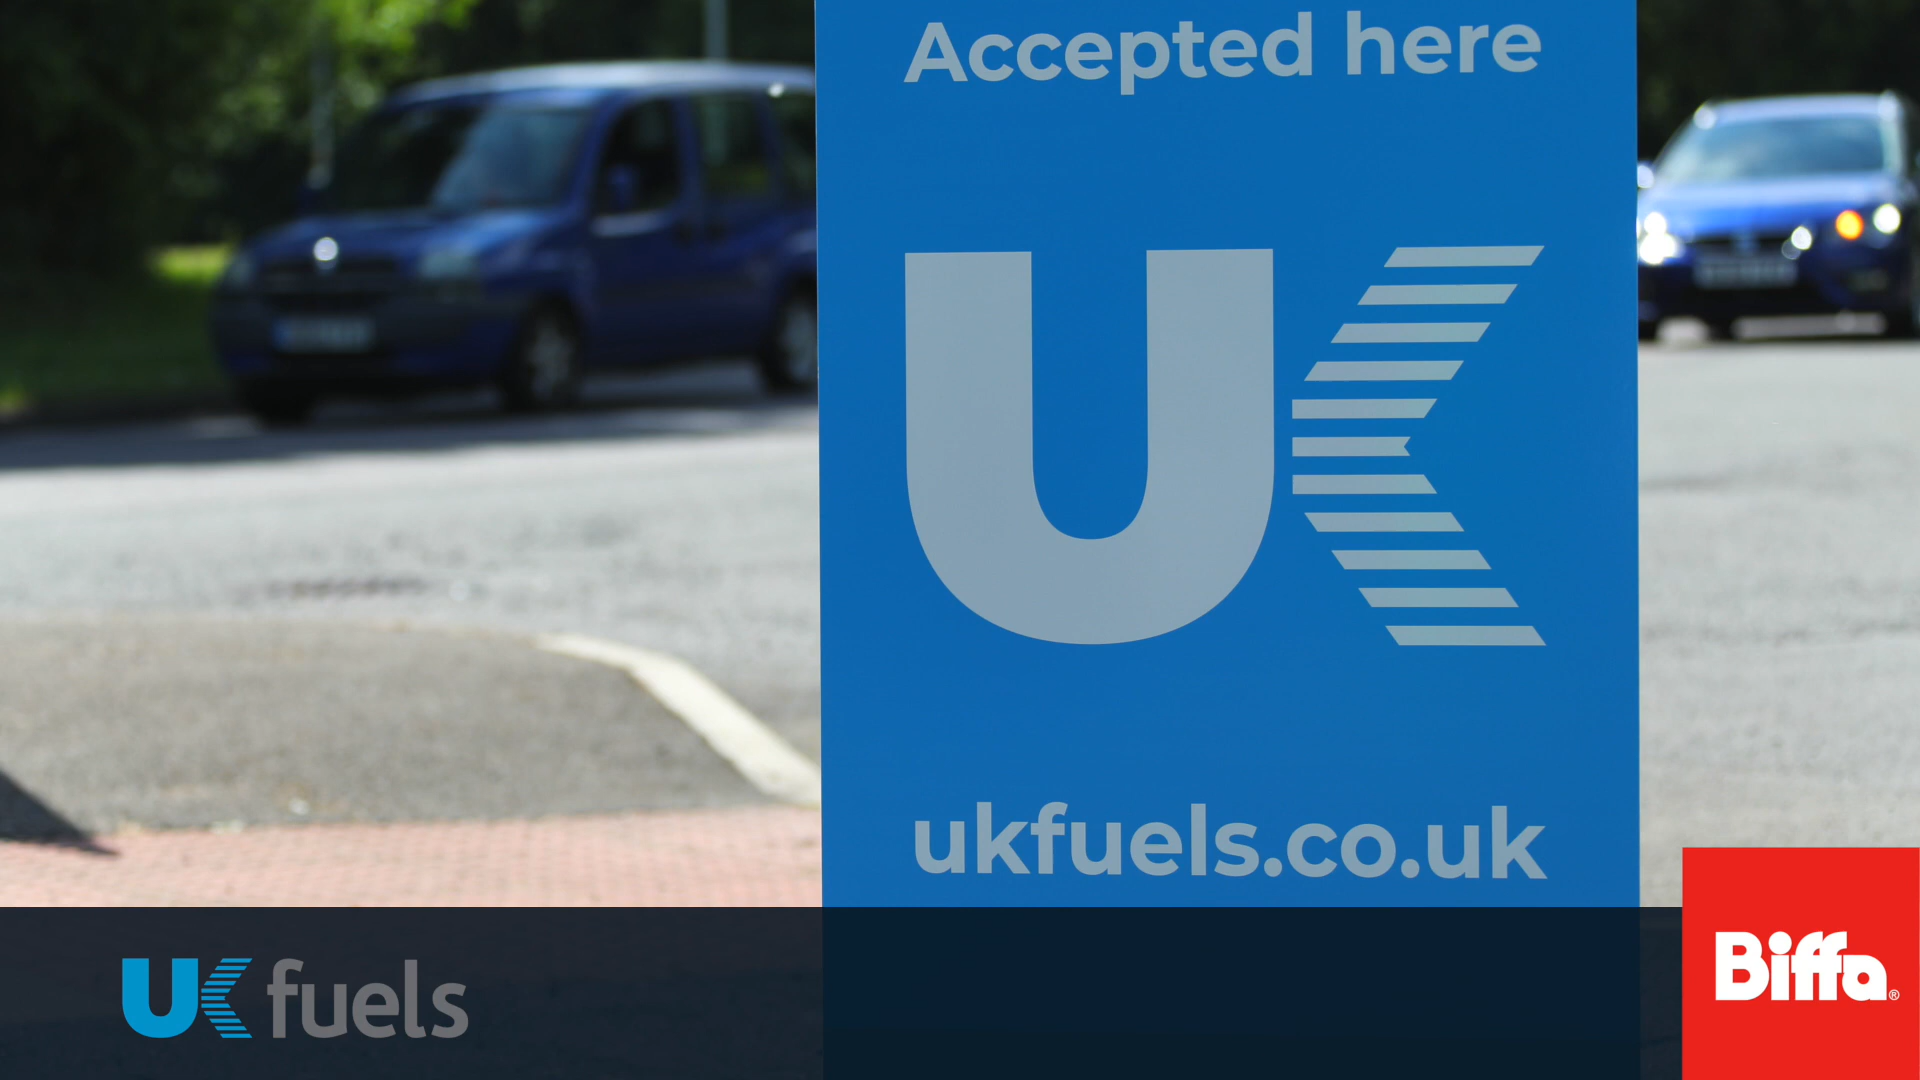 Accepted here
UK
ukfuels.co.uk
UK fuels
Biffa®